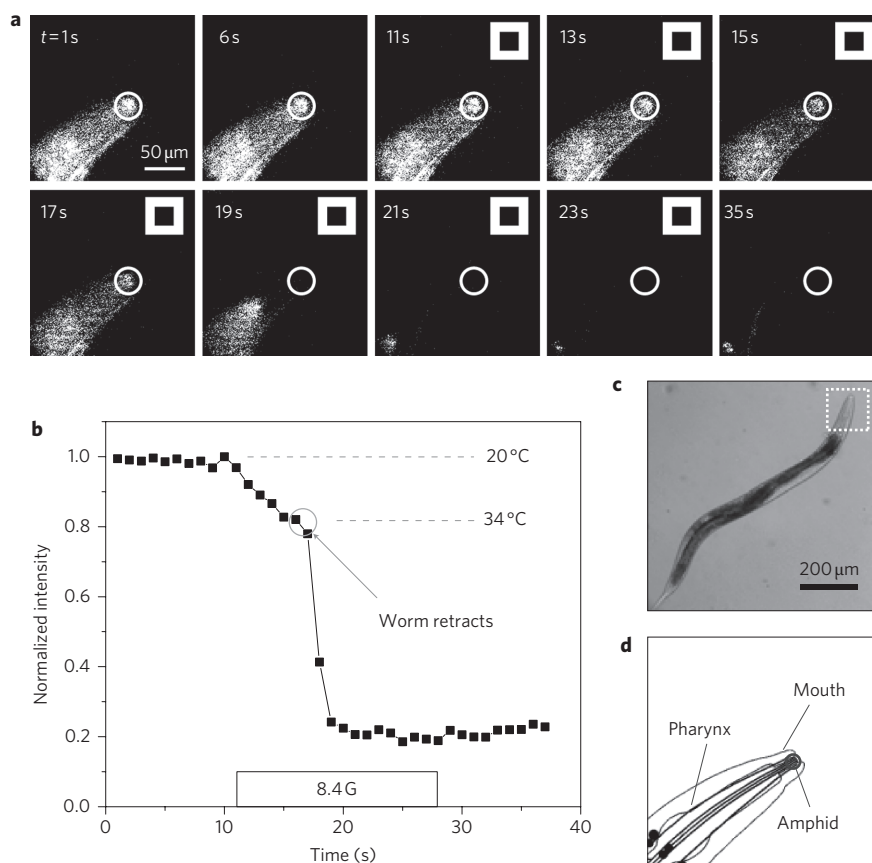 a
t = 1 s
6 s
11 s
13 s
15 s
50 μm
17 s
19 s
21 s
23 s
35 s
b
Normalized intensity
1.0
0.8
0.6
0.4
0.2
0.0
20 °C
34 °C
Worm retracts
8.4 G
0
10
20
30
40
Time (s)
c
200 μm
d
Mouth
Pharynx
Amphid